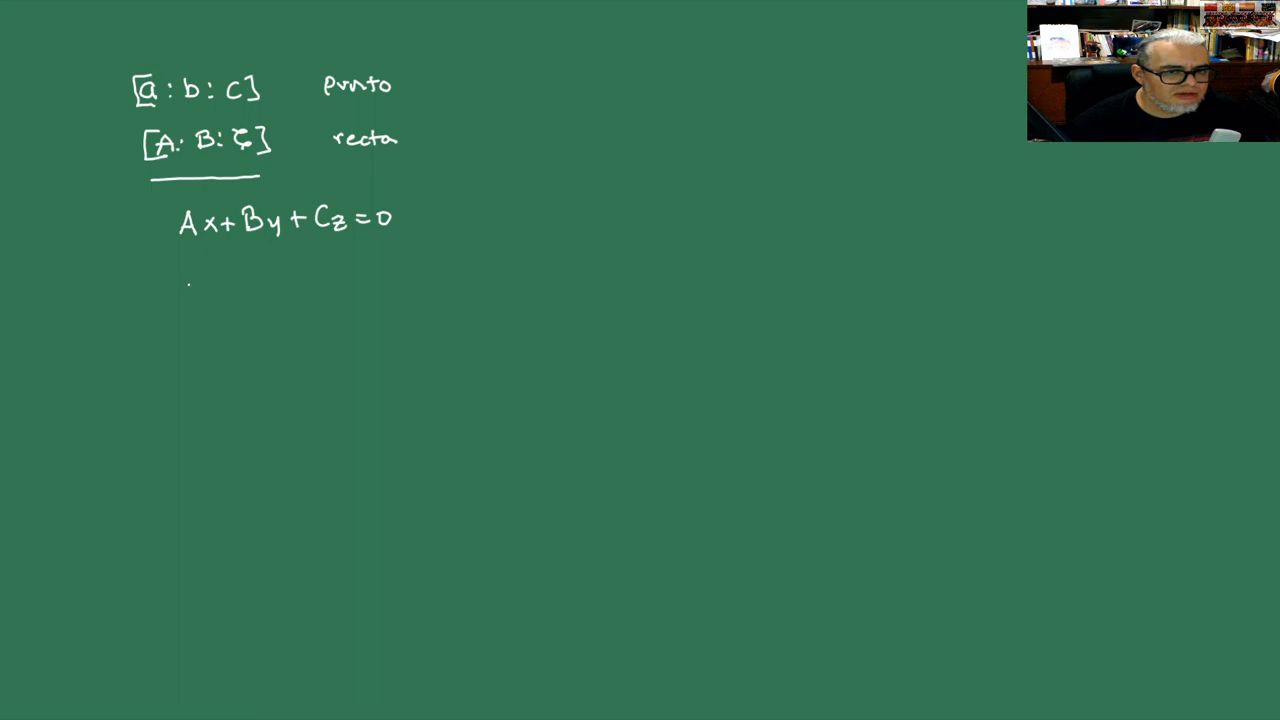 [a : b : c] punto
[A : B : C] recta
Ax + By + Cz = 0